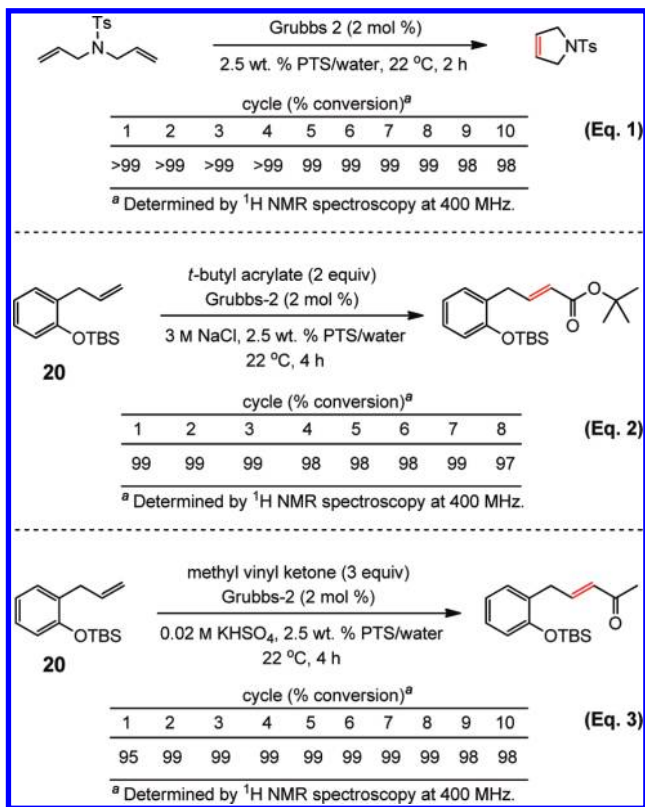 Ts
N
Grubbs 2 (2 mol %)
2.5 wt. % PTS/water, 22 °C, 2 h
N Ts
cycle (% conversion)ᵃ
1 2 3 4 5 6 7 8 9 10
(Eq. 1)
>99 >99 >99 >99 99 99 99 99 98 98
ᵃ Determined by ¹H NMR spectroscopy at 400 MHz.
OTBS
20
t-butyl acrylate (2 equiv)
Grubbs-2 (2 mol %)
3 M NaCl, 2.5 wt. % PTS/water
22 °C, 4 h
O
O
OTBS
cycle (% conversion)ᵃ
1 2 3 4 5 6 7 8
(Eq. 2)
99 99 99 98 98 98 99 97
ᵃ Determined by ¹H NMR spectroscopy at 400 MHz.
OTBS
20
methyl vinyl ketone (3 equiv)
Grubbs-2 (2 mol %)
0.02 M KHSO₄, 2.5 wt. % PTS/water
22 °C, 4 h
O
OTBS
cycle (% conversion)ᵃ
1 2 3 4 5 6 7 8 9 10
(Eq. 3)
95 99 99 99 99 99 99 99 98 98
ᵃ Determined by ¹H NMR spectroscopy at 400 MHz.